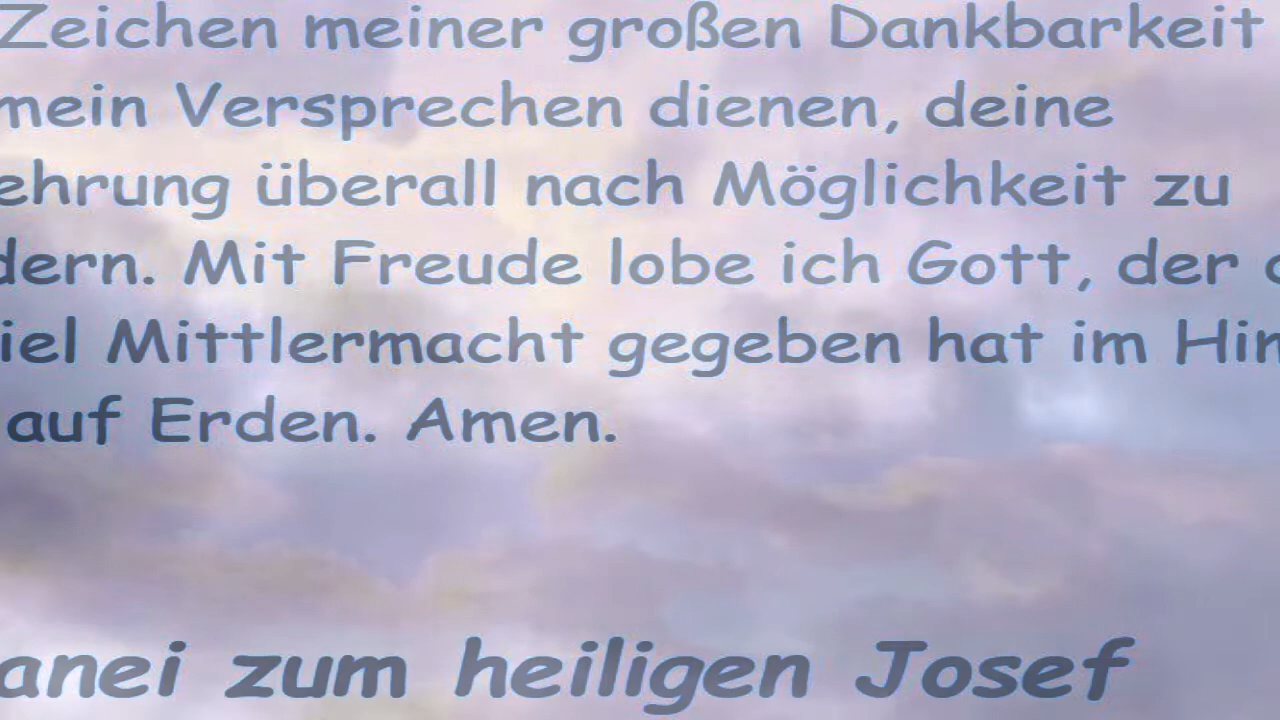 Zeichen meiner großen Dankbarkeit
mein Versprechen dienen, deine
ehrung überall nach Möglichkeit zu
dern. Mit Freude lobe ich Gott, der
iel Mittlermacht gegeben hat im Him
auf Erden. Amen.
anei zum heiligen Josef